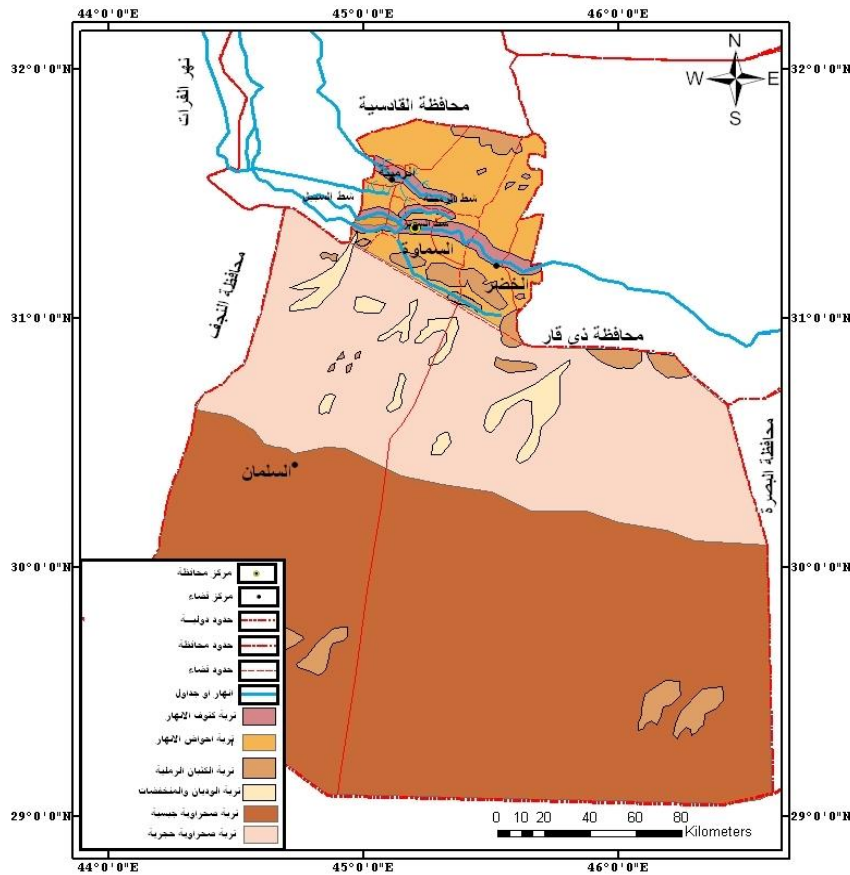 44°0'0"E
45°0'0"E
46°0'0"E
N
W
E
S
32°0'0"N
32°0'0"N
نهر الفرات
محافظة القادسية
الرميثة
شط الرميثة
شط السبيل
السماوة
الخضر
31°0'0"N
31°0'0"N
محافظة النجف
محافظة ذي قار
محافظة البصرة
السلمان
30°0'0"N
30°0'0"N
مركز محافظة
مركز قضاء
حدود دولية
حدود محافظة
حدود قضاء
انهار او جداول
تربة كتوف الانهار
تربة احواض الانهار
تربة الكثبان الرملية
تربة الوديان والمنخفضات
تربة صحراوية جبسية
تربة صحراوية حجرية
29°0'0"N
29°0'0"N
0 10 20 40 60 80
Kilometers
44°0'0"E
45°0'0"E
46°0'0"E